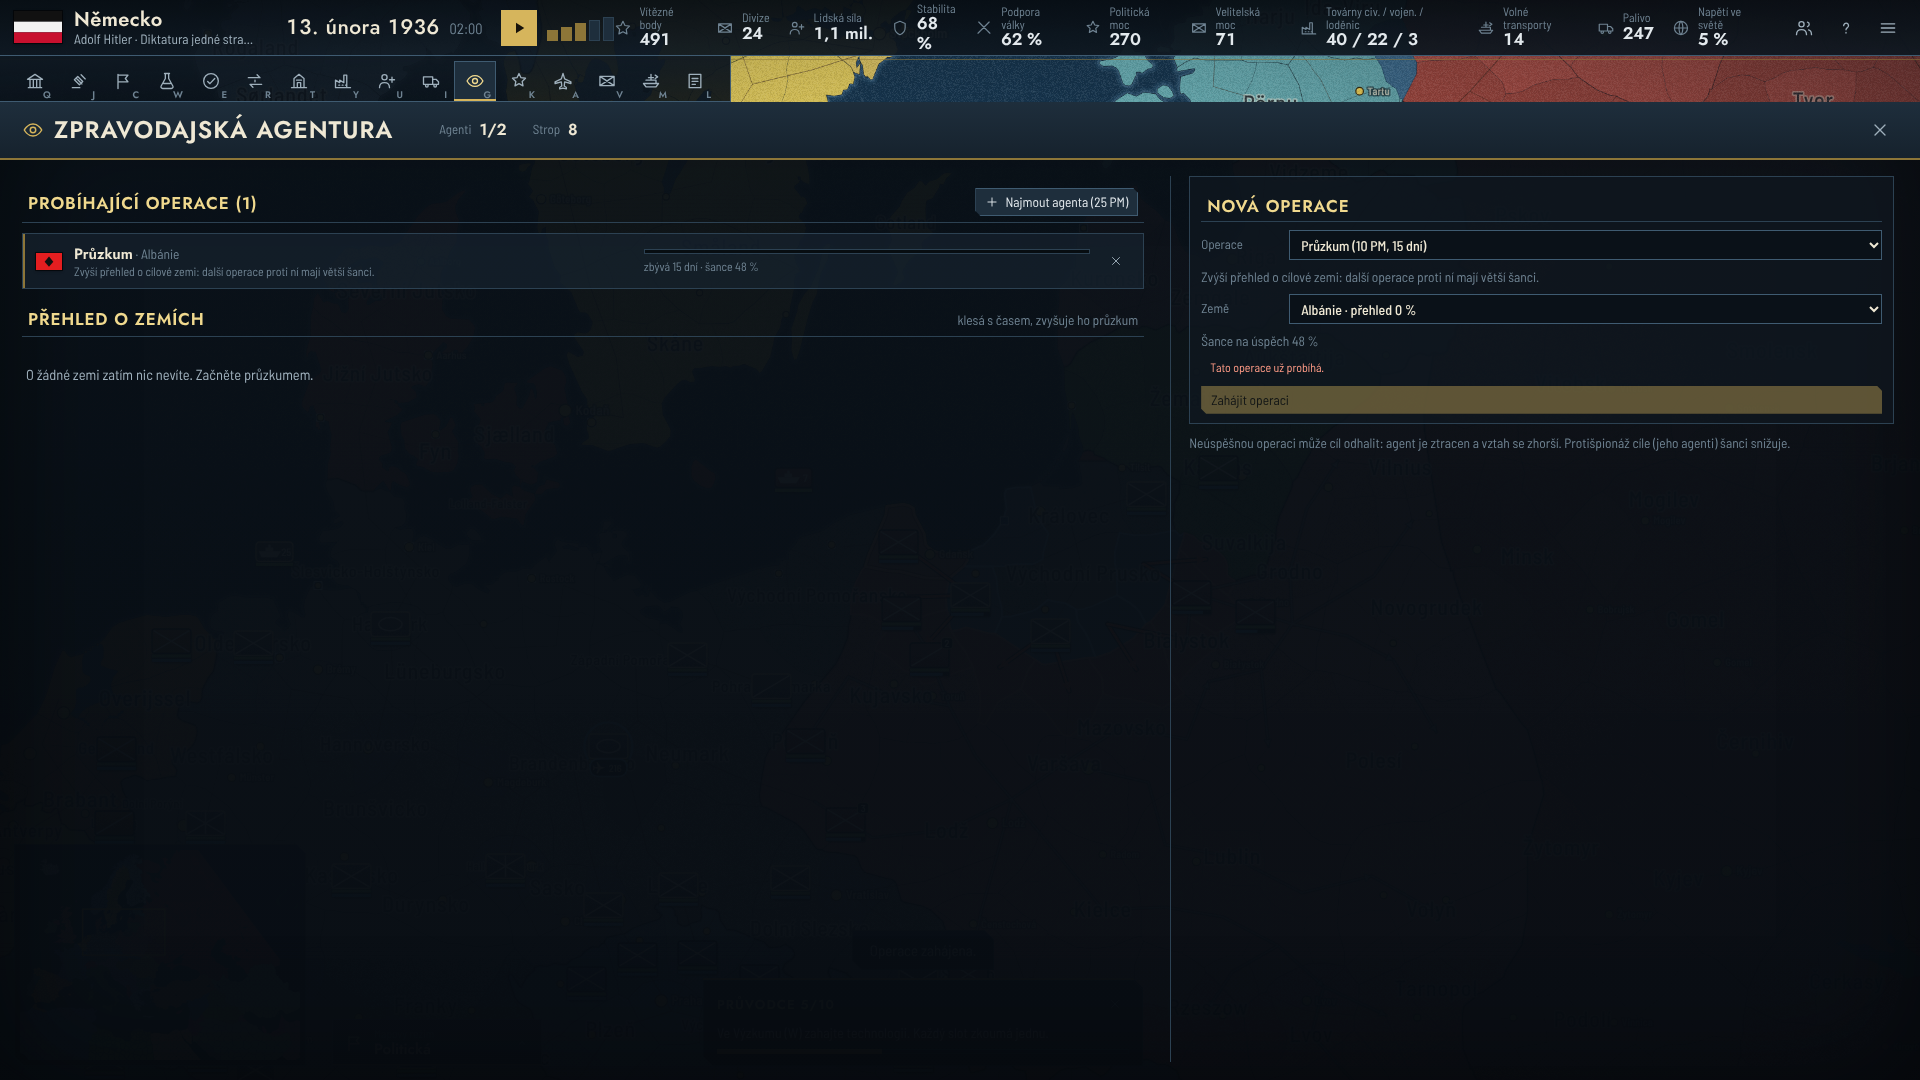 Německo
Adolf Hitler · Diktatura jedné stra…
13. února 1936 02:00
Vítězné body 491
Divize 24
Lidská síla 1,1 mil.
Stabilita 68 %
Podpora války 62 %
Politická moc 270
Velitelská moc 71
Továrny civ. / vojen. / loděnic 40 / 22 / 3
Volné transporty 14
Palivo 247
Napětí ve světě 5 %
?
Q J C W E R T Y U I G K A V M L
Tartu
ZPRAVODAJSKÁ AGENTURA
Agenti 1/2
Strop 8
PROBÍHAJÍCÍ OPERACE (1)
Najmout agenta (25 PM)
Průzkum · Albánie
Zvýší přehled o cílové zemi: další operace proti ní mají větší šanci.
zbývá 15 dní · šance 48 %
PŘEHLED O ZEMÍCH
klesá s časem, zvyšuje ho průzkum
O žádné zemi zatím nic nevíte. Začněte průzkumem.
NOVÁ OPERACE
Operace
Průzkum (10 PM, 15 dní)
Zvýší přehled o cílové zemi: další operace proti ní mají větší šanci.
Země
Albánie · přehled 0 %
Šance na úspěch 48 %
Tato operace už probíhá.
Zahájit operaci
Neúspěšnou operaci může cíl odhalit: agent je ztracen a vztah se zhorší. Protišpionáž cíle (jeho agenti) šanci snižuje.